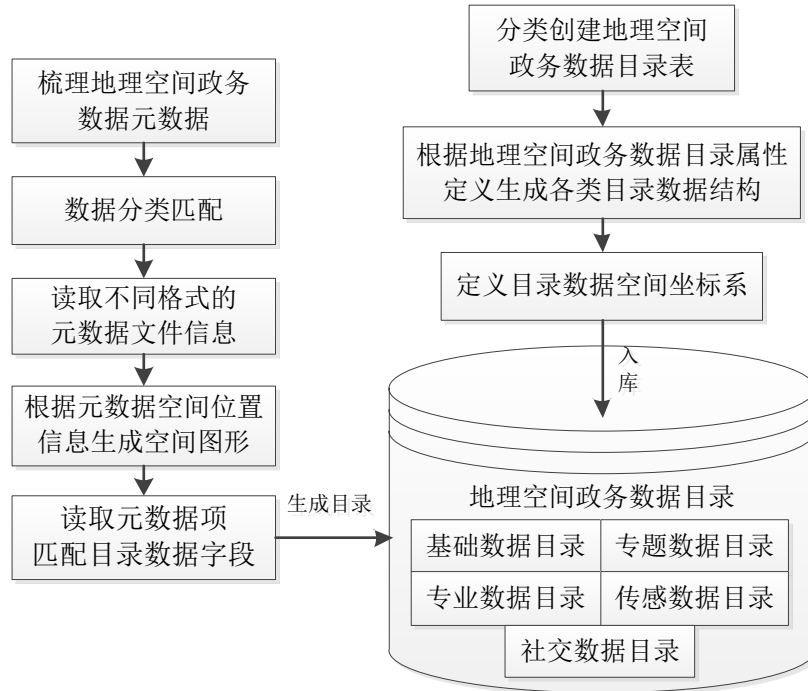 梳理地理空间政务
数据元数据
数据分类匹配
读取不同格式的
元数据文件信息
根据元数据空间位置
信息生成空间图形
读取元数据项
匹配目录数据字段
生成目录
分类创建地理空间
政务数据目录表
根据地理空间政务数据目录属性
定义生成各类目录数据结构
定义目录数据空间坐标系
入
库
地理空间政务数据目录
基础数据目录
专题数据目录
专业数据目录
传感数据目录
社交数据目录